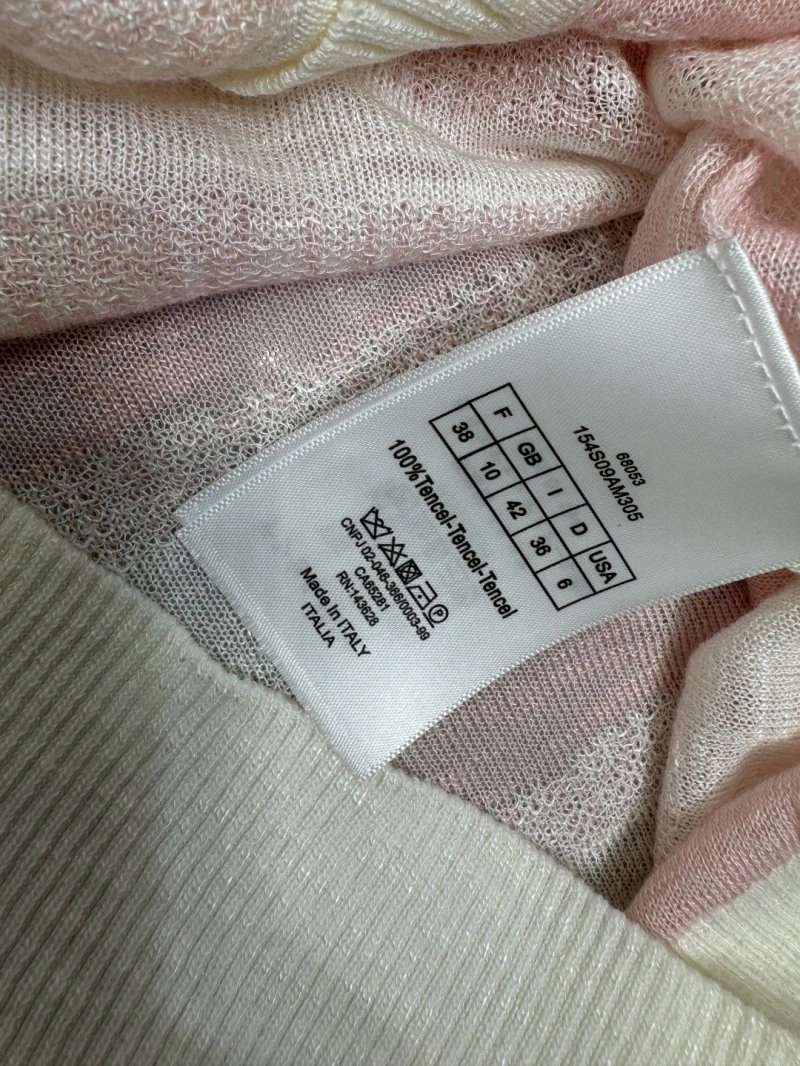 68053
154S09AM305
F GB I D USA
38 10 42 36 6
100%Tencel-Tencel-Tencel
P
CNPJ 02-046-366/0003-99
CA65281
RN:143628
Made In ITALY
ITALIA